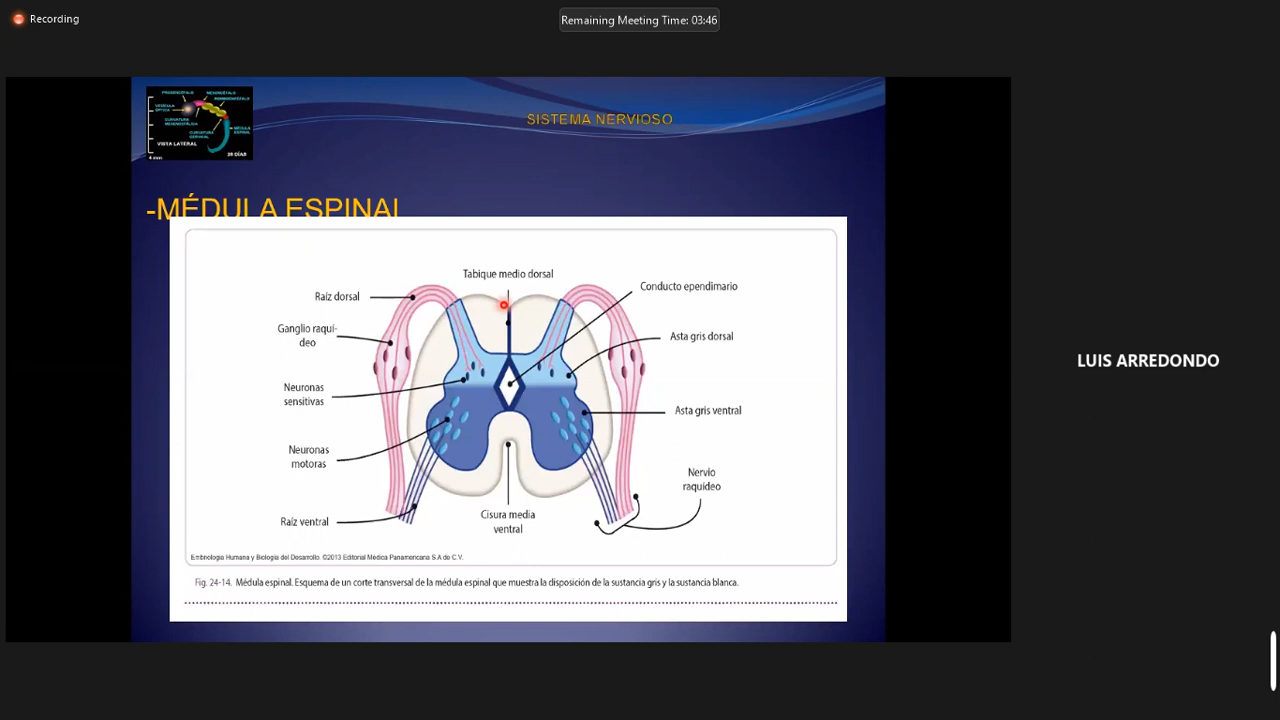 Recording
Remaining Meeting Time: 03:46
PROSENCÉFALO
MESENCÉFALO
ROMBOENCÉFALO
VESÍCULA
ÓPTICA
CURVATURA
MESENCEFÁLICA
CURVATURA
CERVICAL
MÉDULA
ESPINAL
VISTA LATERAL
4 mm
28 DÍAS
SISTEMA NERVIOSO
-MÉDULA ESPINAL
Tabique medio dorsal
Raíz dorsal
Conducto ependimario
Ganglio raquí-
deo
Asta gris dorsal
Neuronas
sensitivas
Asta gris ventral
Neuronas
motoras
Nervio
raquídeo
Raíz ventral
Cisura media
ventral
Embriología Humana y Biología del Desarrollo. ©2013 Editorial Médica Panamericana S.A de C.V.
Fig. 24-14. Médula espinal. Esquema de un corte transversal de la médula espinal que muestra la disposición de la sustancia gris y la sustancia blanca.
LUIS ARREDONDO